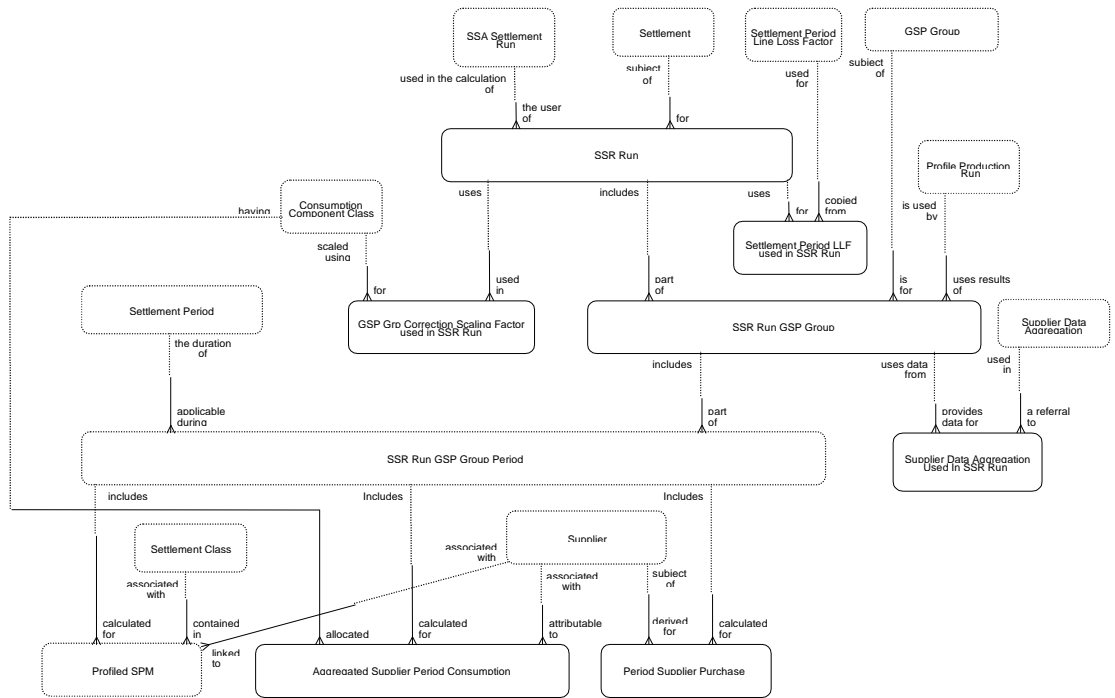 SSA Settlement
Run
Settlement
Settlement Period
Line Loss Factor
GSP Group
used in the calculation
of
subject
of
used
for
subject
of
the user
of
for
SSR Run
Profile Production
Run
Consumption
Component Class
having
uses
includes
uses
for
copied
from
is used
by
scaled
using
Settlement Period LLF
used in SSR Run
for
used
in
part
of
is
for
uses results
of
Settlement Period
GSP Grp Correction Scaling Factor
used in SSR Run
SSR Run GSP Group
Supplier Data
Aggregation
the duration
of
includes
uses data
from
used
in
applicable
during
part
of
provides
data for
a referral
to
SSR Run GSP Group Period
Supplier Data Aggregation
Used In SSR Run
includes
Includes
Includes
Settlement Class
Supplier
associated
with
associated
with
associated
with
subject
of
calculated
for
contained
in
linked
to
allocated
calculated
for
attributable
to
derived
for
calculated
for
Profiled SPM
Aggregated Supplier Period Consumption
Period Supplier Purchase